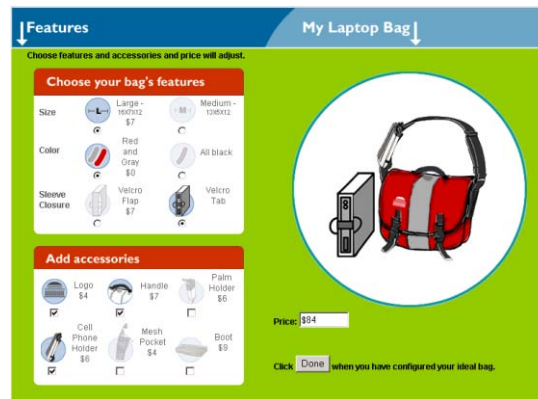 Features
My Laptop Bag
Choose features and accessories and price will adjust.
Choose your bag's features
Size
L
Large -
16X7X12
$7
M
Medium -
13X6X12
Color
Red
and
Gray
$0
All black
Sleeve
Closure
Velcro
Flap
$7
Velcro
Tab
Add accessories
Logo
$4
Handle
$7
Palm
Holder
$6
Cell
Phone
Holder
$6
Mesh
Pocket
$4
Boot
$9
Price: $84
Click Done when you have configured your ideal bag.